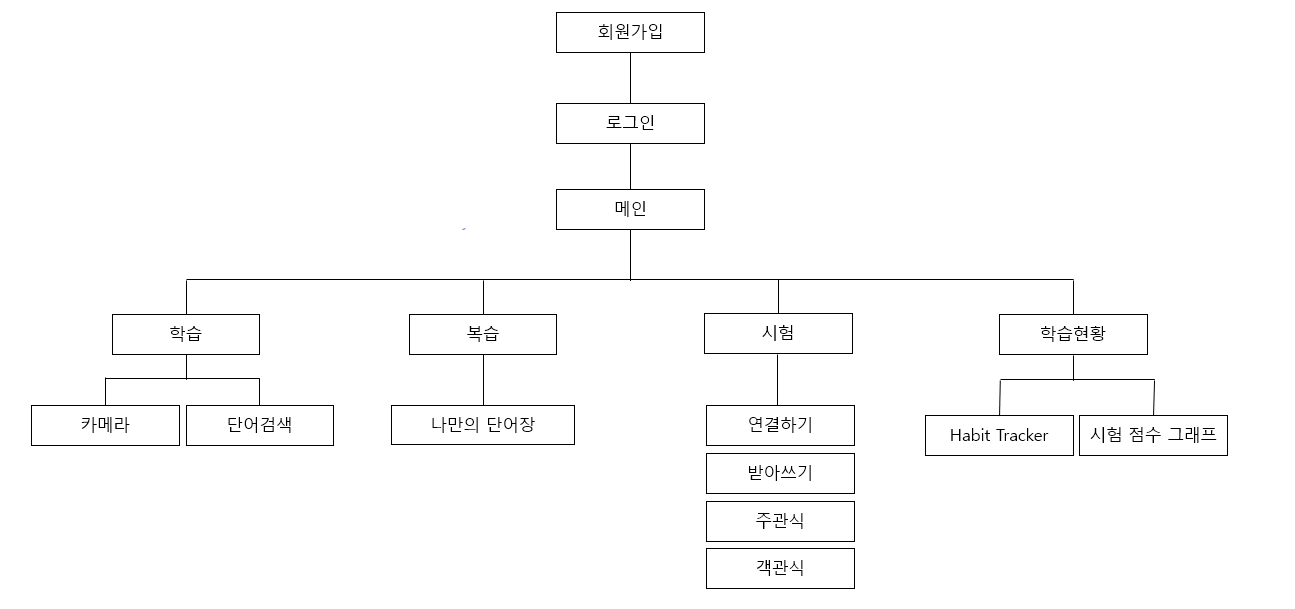 회원가입
로그인
메인
학습
복습
시험
학습현황
카메라
단어검색
나만의 단어장
연결하기
받아쓰기
주관식
객관식
Habit Tracker
시험 점수 그래프